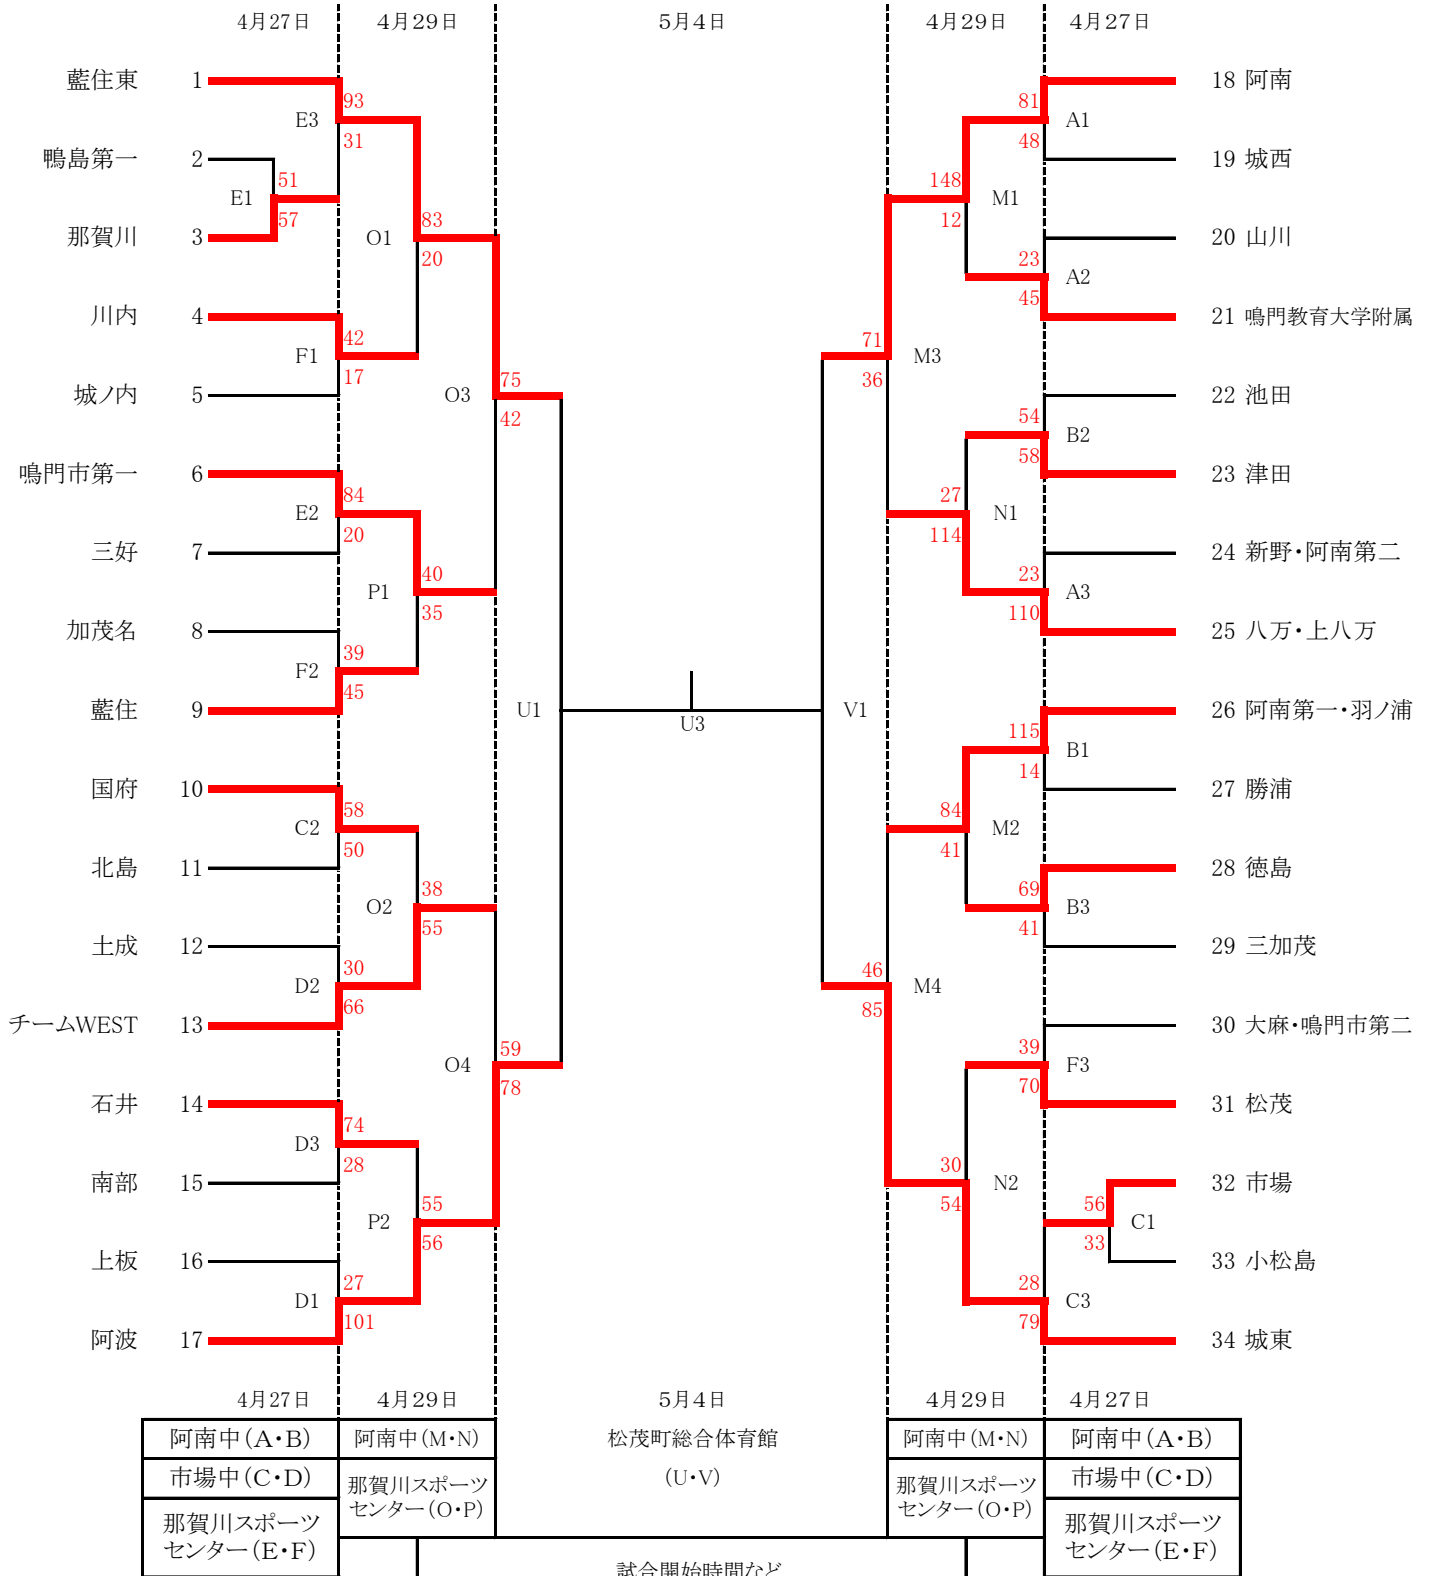 4月27日 4月29日 5月4日 4月29日 4月27日
藍住東 1 18 阿南
93 81
E3 A1
31 48
鴨島第一 2 19 城西
51 148
E1 M1
57 83 12
那賀川 3 O1 20 山川
20 23
A2
45
川内 4 21 鳴門教育大学附属
42 71
F1 M3
17 75 36
城ノ内 5 O3 22 池田
42 54
B2
58
鳴門市第一 6 23 津田
84 27
E2 N1
20 114
三好 7 24 新野・阿南第二
40 23
P1 A3
35 110
加茂名 8 25 八万・上八万
39
F2
45
藍住 9 U1 U3 V1 26 阿南第一・羽ノ浦
115
B1
14
国府 10 27 勝浦
58 84
C2 M2
50 41
北島 11 28 徳島
38 69
O2 B3
55 41
土成 12 29 三加茂
30 46
D2 M4
66 85
チームWEST 13 30 大麻・鳴門市第二
59 39
O4 F3
78 70
石井 14 31 松茂
74
D3
28 30
南部 15 N2 32 市場
55 54 56
P2 C1
56 33
上板 16 33 小松島
27 28
D1 C3
101 79
阿波 17 34 城東
4月27日 4月29日 5月4日 4月29日 4月27日
阿南中(A・B) 阿南中(M・N) 松茂町総合体育館 阿南中(M・N) 阿南中(A・B)
市場中(C・D) 那賀川スポーツ (U・V) 那賀川スポーツ 市場中(C・D)
センター(O・P) センター(O・P)
那賀川スポーツ 那賀川スポーツ
センター(E・F) センター(E・F)
試合開始時間など